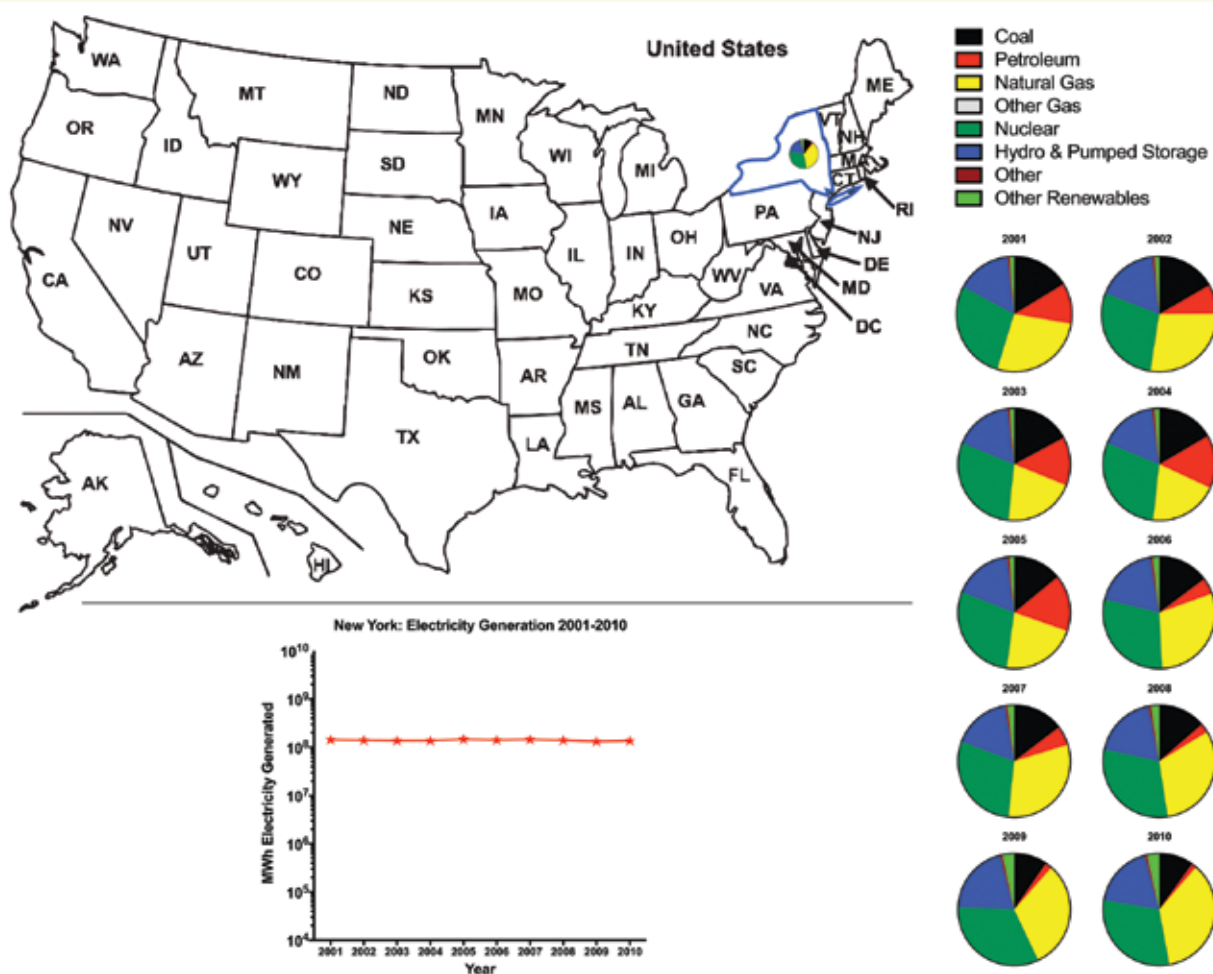 United States
WA
OR
CA
NV
ID
MT
WY
UT
AZ
CO
NM
ND
SD
NE
KS
OK
TX
MN
IA
MO
AR
LA
WI
IL
MI
IN
OH
KY
TN
MS
AL
GA
FL
SC
NC
VA
WV
PA
VT
NH
ME
MA
CT
RI
NJ
DE
MD
DC
AK
HI
Coal
Petroleum
Natural Gas
Other Gas
Nuclear
Hydro & Pumped Storage
Other
Other Renewables
2001 2002
2003 2004
2005 2006
2007 2008
2009 2010
New York: Electricity Generation 2001-2010
MWh Electricity Generated
10¹⁰
10⁹
10⁸
10⁷
10⁶
10⁵
10⁴
2001 2002 2003 2004 2005 2006 2007 2008 2009 2010
Year